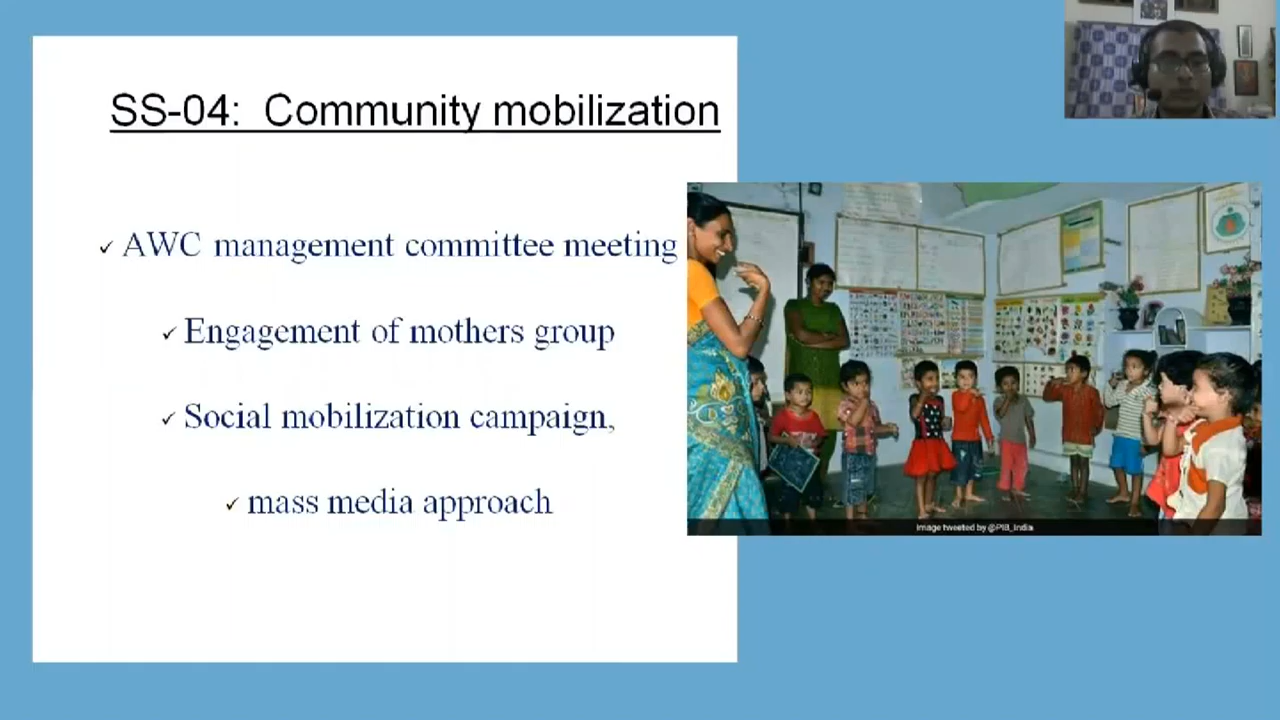 SS-04: Community mobilization
✓ AWC management committee meeting
✓ Engagement of mothers group
✓ Social mobilization campaign,
✓ mass media approach
Image tweeted by @PIB_India